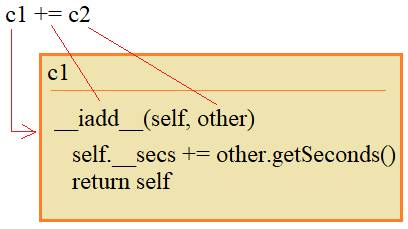 c1 += c2
c1
__iadd__(self, other)
self.__secs += other.getSeconds()
return self